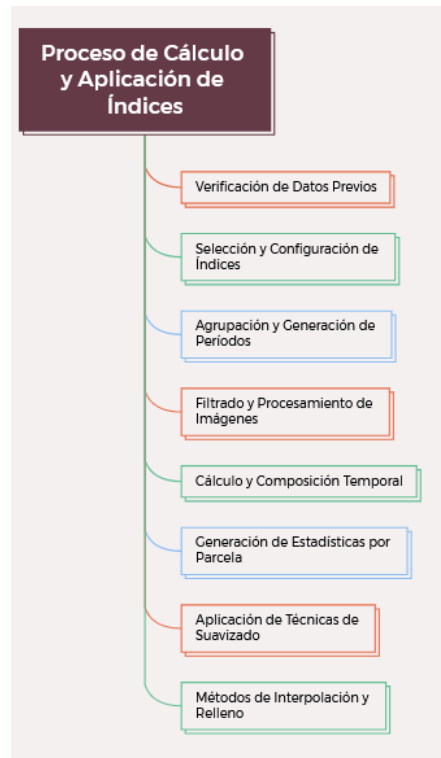 Proceso de Cálculo
y Aplicación de
Índices
Verificación de Datos Previos
Selección y Configuración de
Índices
Agrupación y Generación de
Períodos
Filtrado y Procesamiento de
Imágenes
Cálculo y Composición Temporal
Generación de Estadísticas por
Parcela
Aplicación de Técnicas de
Suavizado
Métodos de Interpolación y
Relleno